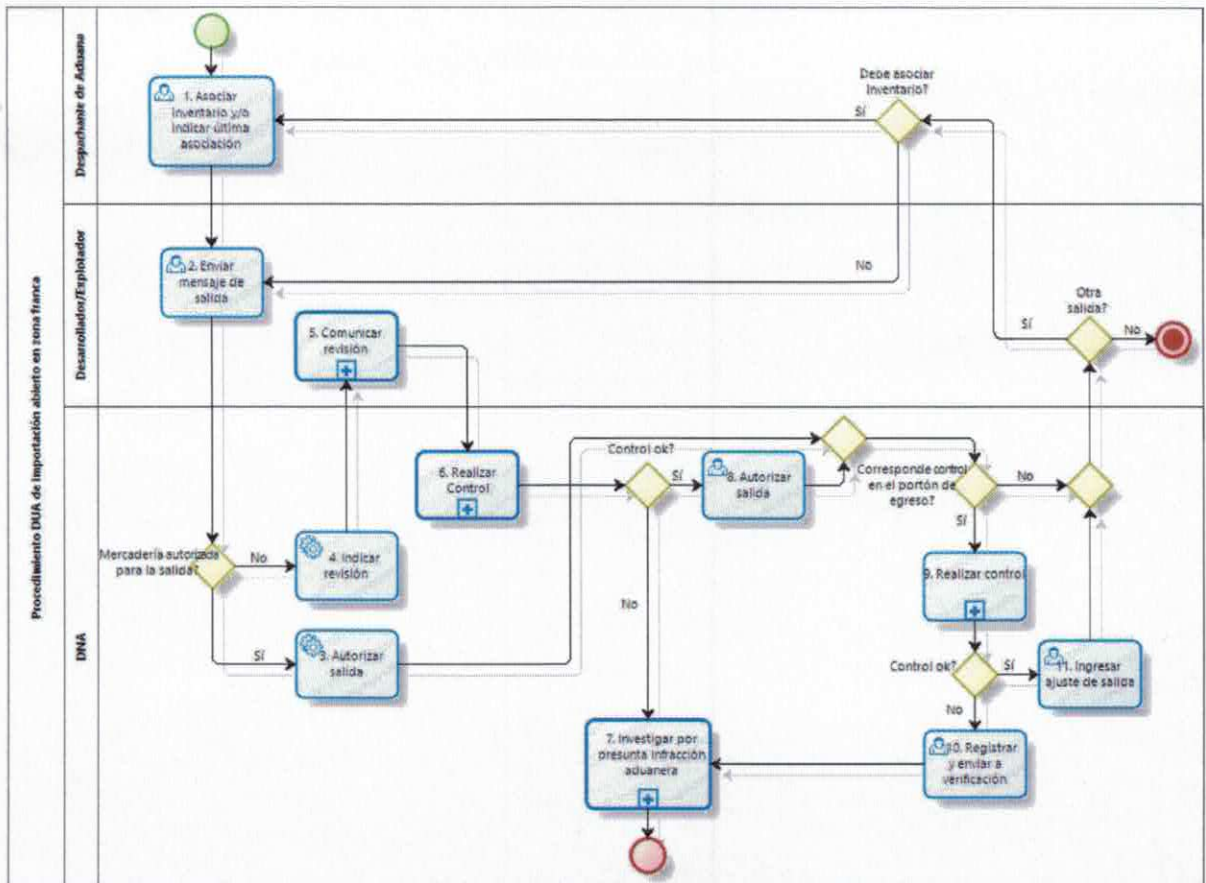 Procedimiento DUA de importación abierto en zona franca
Despachante de Aduana
1. Asociar
inventario y/o
indicar última
asociación
Debe asociar
inventario?
Sí
No
Desarrollador/Explotador
2. Enviar
mensaje de
salida
5. Comunicar
revisión
Otra
salida?
Sí
No
DNA
Mercadería autorizada
para la salida?
No
Sí
4. Indicar
revisión
3. Autorizar
salida
6. Realizar
Control
Control ok?
Sí
No
8. Autorizar
salida
Corresponde control
en el portón de
egreso?
No
Sí
9. Realizar control
Control ok?
Sí
No
11. Ingresar
ajuste de salida
10. Registrar
y enviar a
verificación
7. Investigar por
presunta infracción
aduanera